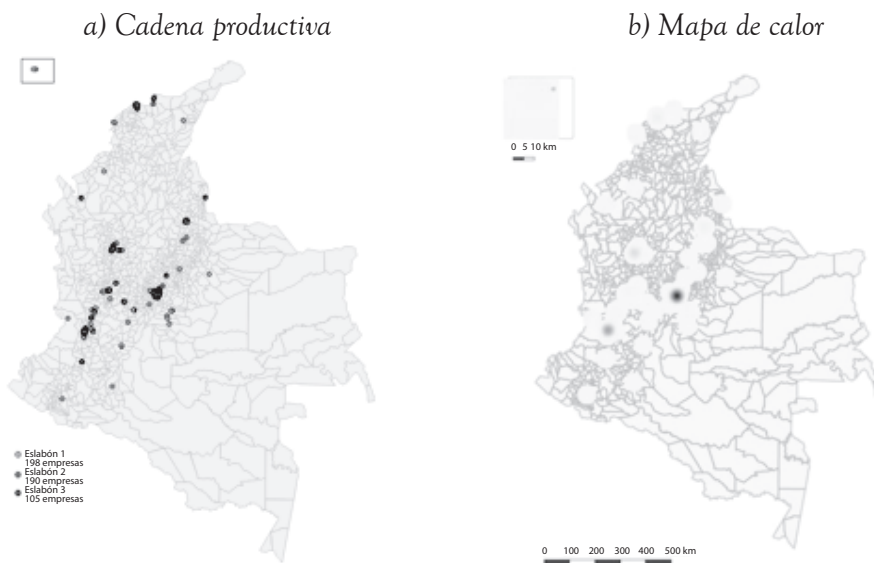 a) Cadena productiva
Eslabón 1
198 empresas
Eslabón 2
190 empresas
Eslabón 3
105 empresas
b) Mapa de calor
0 5 10 km
0 100 200 300 400 500 km